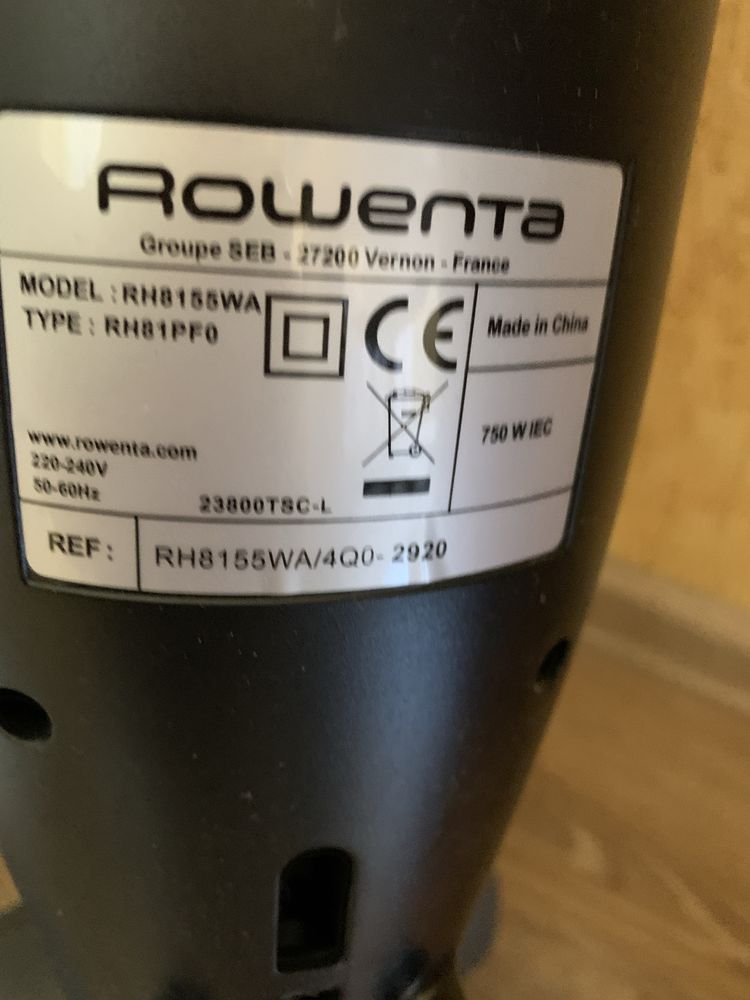 Rowenta
Groupe SEB - 27200 Vernon - France
MODEL : RH8155WA
TYPE : RH81PF0
CE
Made in China
750 W IEC
www.rowenta.com
220-240V
50-60Hz
23800TSC-L
REF : RH8155WA/4Q0- 2920